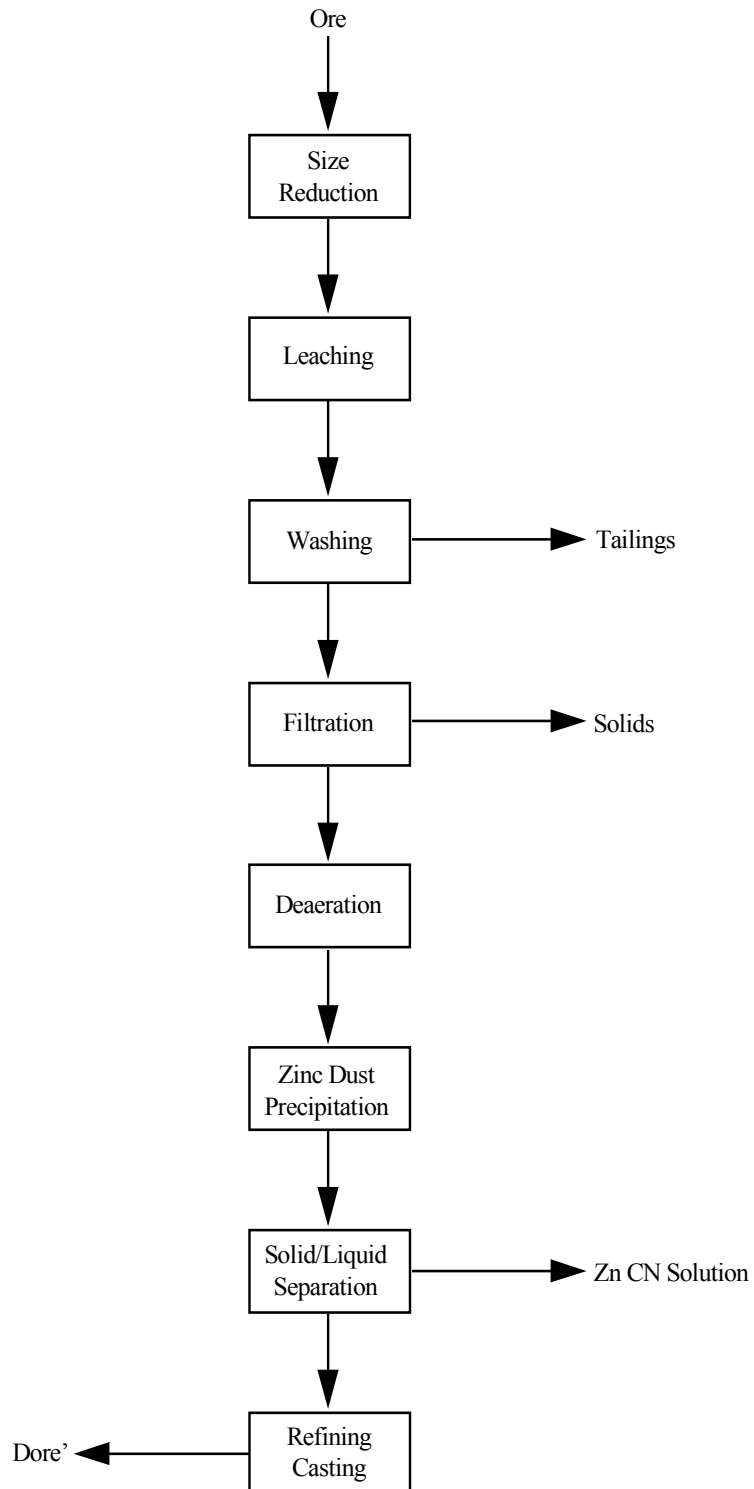 Ore
Size
Reduction
Leaching
Washing
Tailings
Filtration
Solids
Deaeration
Zinc Dust
Precipitation
Solid/Liquid
Separation
Zn CN Solution
Refining
Casting
Dore’